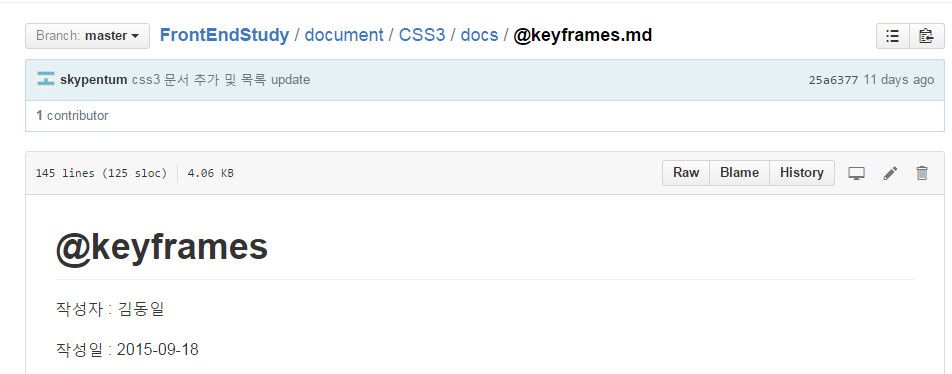 Branch: master FrontEndStudy / document / CSS3 / docs / @keyframes.md
skypentum css3 문서 추가 및 목록 update 25a6377 11 days ago
1 contributor
145 lines (125 sloc) 4.06 KB Raw Blame History
@keyframes
작성자 : 김동일
작성일 : 2015-09-18